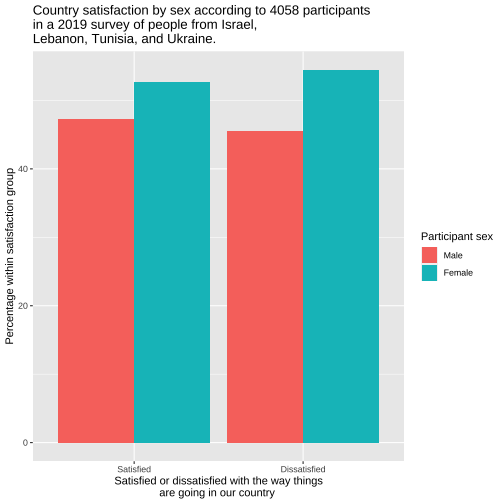 Country satisfaction by sex according to 4058 participants
in a 2019 survey of people from Israel,
Lebanon, Tunisia, and Ukraine.
Percentage within satisfaction group
40
20
0
Satisfied
Dissatisfied
Satisfied or dissatisfied with the way things
are going in our country
Participant sex
Male
Female